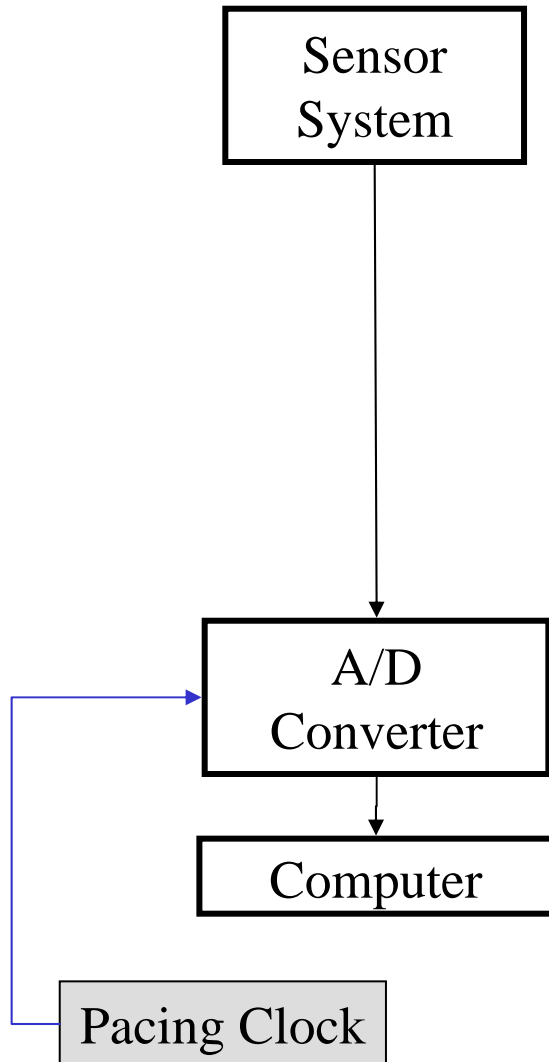 Sensor
System
A/D
Converter
Computer
Pacing Clock